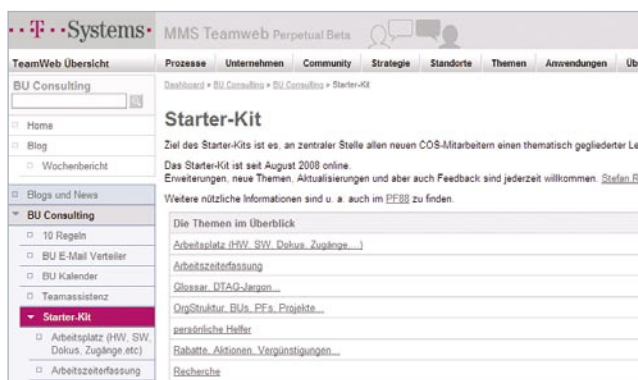 · · T · · Systems ·
MMS Teamweb Perpetual Beta
TeamWeb Übersicht
Prozesse Unternehmen Community Strategie Standorte Themen Anwendungen Üb
BU Consulting
Home
Blog
Wochenbericht
Blogs und News
BU Consulting
10 Regeln
BU E-Mail Verteiler
BU Kalender
Teamassistenz
Starter-Kit
Arbeitsplatz (HW, SW,
Dokus, Zugänge,etc)
Arbeitszeiterfassung
Dashboard » BU Consulting » BU Consulting » Starter-Kit
Starter-Kit
Ziel des Starter-Kits ist es, an zentraler Stelle allen neuen COS-Mitarbeitern einen thematisch gegliederter Le
Das Starter-Kit ist seit August 2008 online.
Erweiterungen, neue Themen, Aktualisierungen und aber auch Feedback sind jederzeit willkommen. Stefan R
Weitere nützliche Informationen sind u. a. auch im PF88 zu finden.
Die Themen im Überblick
Arbeitsplatz (HW, SW, Dokus, Zugänge,...)
Arbeitszeiterfassung
Glossar, DTAG-Jargon...
OrgStruktur, BUs, PFs, Projekte...
persönliche Helfer
Rabatte, Aktionen, Vergünstigungen...
Recherche